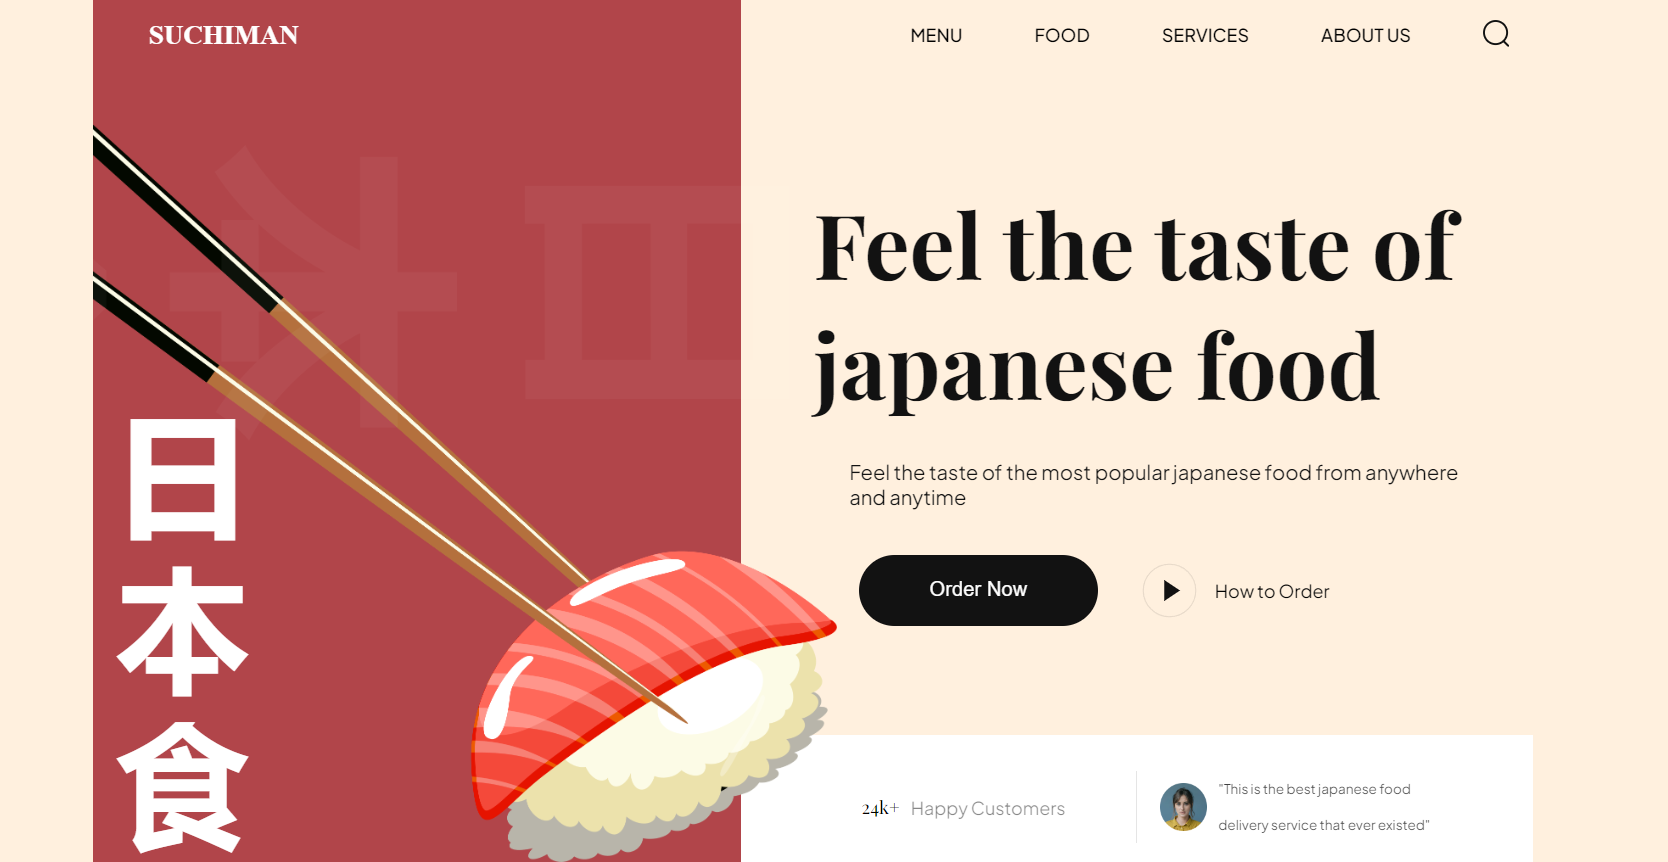 SUCHIMAN
MENU
FOOD
SERVICES
ABOUT US
日本
日
本
食
Feel the taste of
japanese food
Feel the taste of the most popular japanese food from anywhere
and anytime
Order Now
How to Order
24k+
Happy Customers
"This is the best japanese food
delivery service that ever existed"